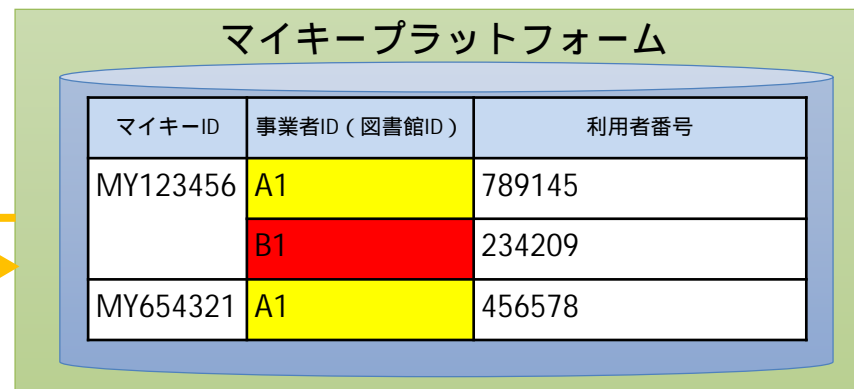 マイキープラットフォーム
マイキーID 事業者ID（図書館ID） 利用者番号
MY123456 A1 789145
B1 234209
MY654321 A1 456578